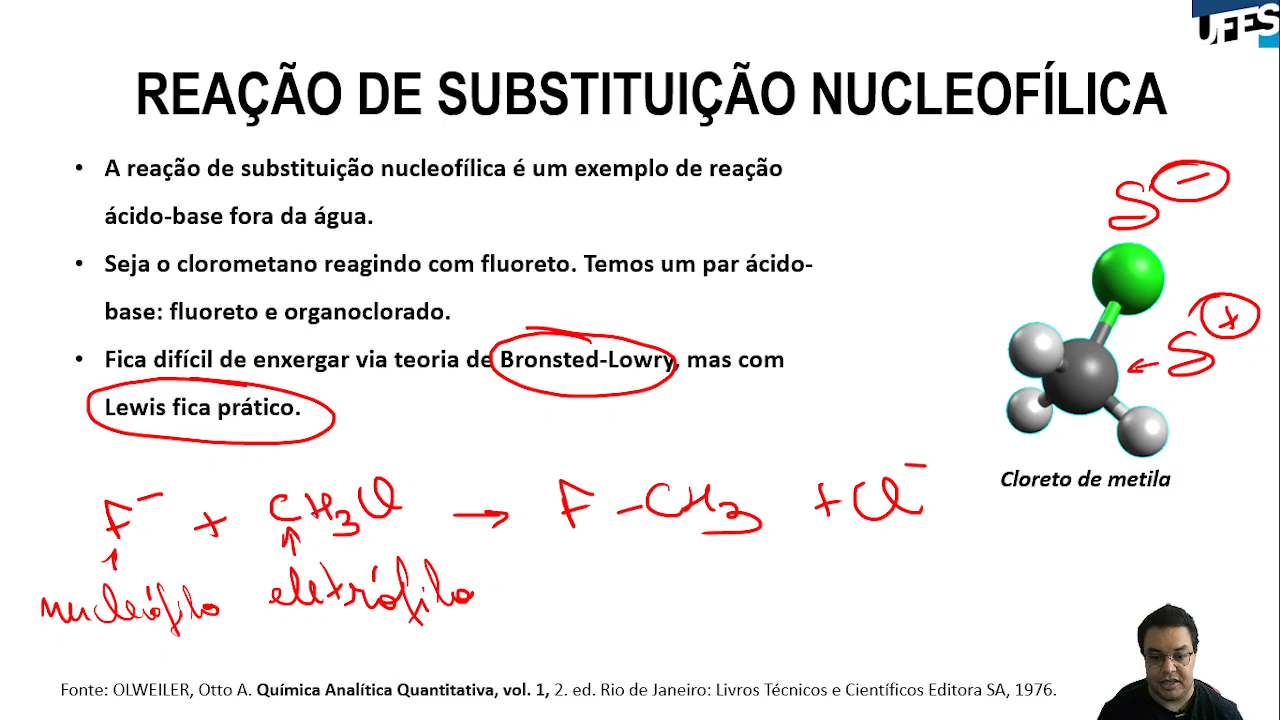 UFES
REAÇÃO DE SUBSTITUIÇÃO NUCLEOFÍLICA
• A reação de substituição nucleofílica é um exemplo de reação
ácido-base fora da água.
• Seja o clorometano reagindo com fluoreto. Temos um par ácido-
base: fluoreto e organoclorado.
• Fica difícil de enxergar via teoria de Bronsted-Lowry, mas com
Lewis fica prático.
δ−
δ+
Cloreto de metila
F⁻ + CH₃Cl → F – CH₃ + Cl⁻
nucleófilo eletrófilo
Fonte: OLWEILER, Otto A. Química Analítica Quantitativa, vol. 1, 2. ed. Rio de Janeiro: Livros Técnicos e Científicos Editora SA, 1976.